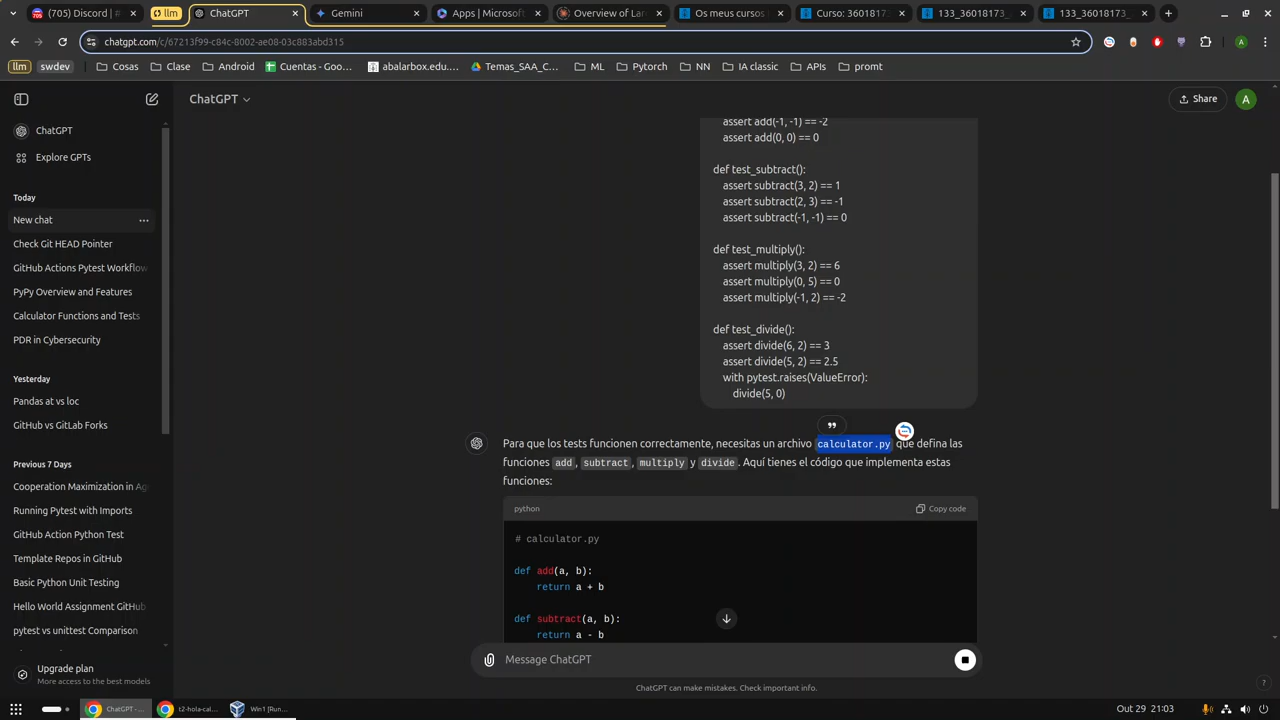 (705) Discord | #
llm
ChatGPT
Gemini
Apps | Microsoft
Overview of Lar
Os meus cursos
Cursos
133_36018173
133_36018173
chatgpt.com/c/67213f99-c84c-8002-ae08-03c883abd315
A
llm
swdev
Cosas
Clase
Android
Cuentas - Goo...
abalarbox.edu....
Temas_SAA_C...
ML
Pytorch
NN
IA classic
APIs
promt
ChatGPT
Share
A
ChatGPT
Explore GPTs
Today
New chat
Check Git HEAD Pointer
GitHub Actions Pytest Workflow
PyPy Overview and Features
Calculator Functions and Tests
PDR in Cybersecurity
Yesterday
Pandas at vs loc
GitHub vs GitLab Forks
Previous 7 Days
Cooperation Maximization in Ag
Running Pytest with Imports
GitHub Action Python Test
Template Repos in GitHub
Basic Python Unit Testing
Hello World Assignment GitHub
pytest vs unittest Comparison
Upgrade plan
More access to the best models
assert add(-1, -1) == -2
assert add(0, 0) == 0
def test_subtract():
assert subtract(3, 2) == 1
assert subtract(2, 3) == -1
assert subtract(-1, -1) == 0
def test_multiply():
assert multiply(3, 2) == 6
assert multiply(0, 5) == 0
assert multiply(-1, 2) == -2
def test_divide():
assert divide(6, 2) == 3
assert divide(5, 2) == 2.5
with pytest.raises(ValueError):
divide(5, 0)
Para que los tests funcionen correctamente, necesitas un archivo calculator.py que defina las
funciones add, subtract, multiply y divide. Aquí tienes el código que implementa estas
funciones:
python
Copy code
# calculator.py
def add(a, b):
return a + b
def subtract(a, b):
return a - b
Message ChatGPT
ChatGPT can make mistakes. Check important info.
?
ChatGPT - ...
t2-hola-cal...
Win1 [Run...
Out 29 21:03